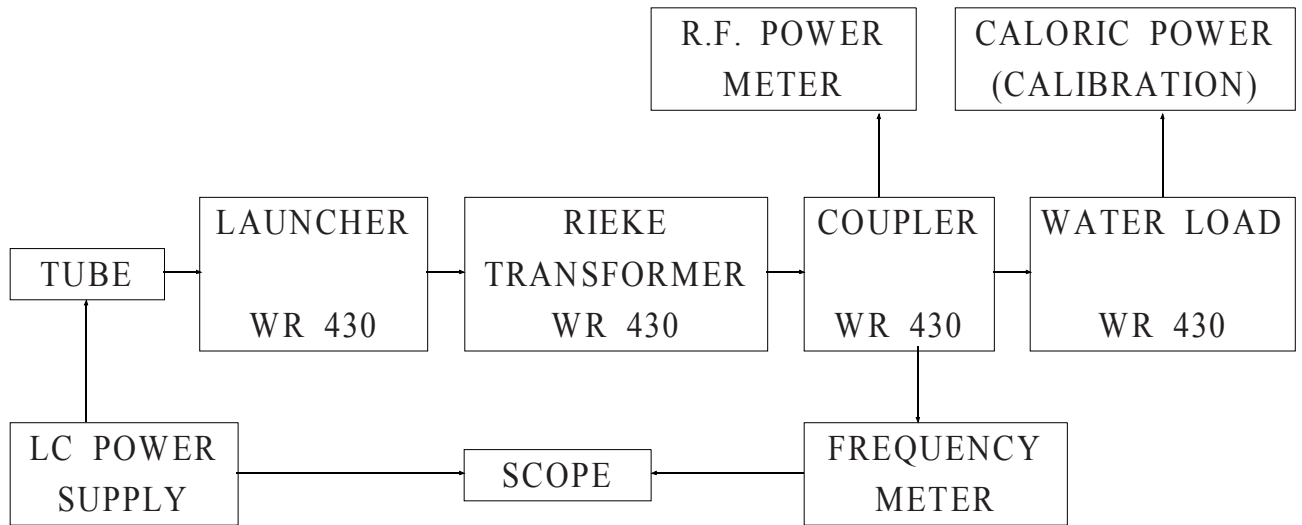 R.F. POWER
METER
CALORIC POWER
(CALIBRATION)
TUBE
LAUNCHER
WR 430
RIEKE
TRANSFORMER
WR 430
COUPLER
WR 430
WATER LOAD
WR 430
LC POWER
SUPPLY
SCOPE
FREQUENCY
METER